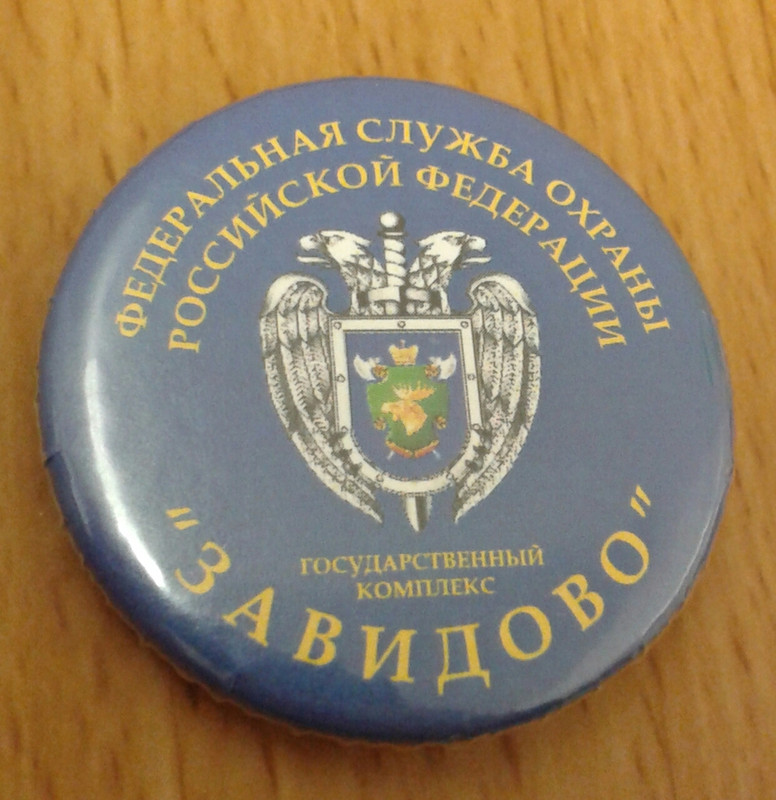 ФЕДЕРАЛЬНАЯ СЛУЖБА ОХРАНЫ
РОССИЙСКОЙ ФЕДЕРАЦИИ
ГОСУДАРСТВЕННЫЙ
КОМПЛЕКС
"ЗАВИДОВО"